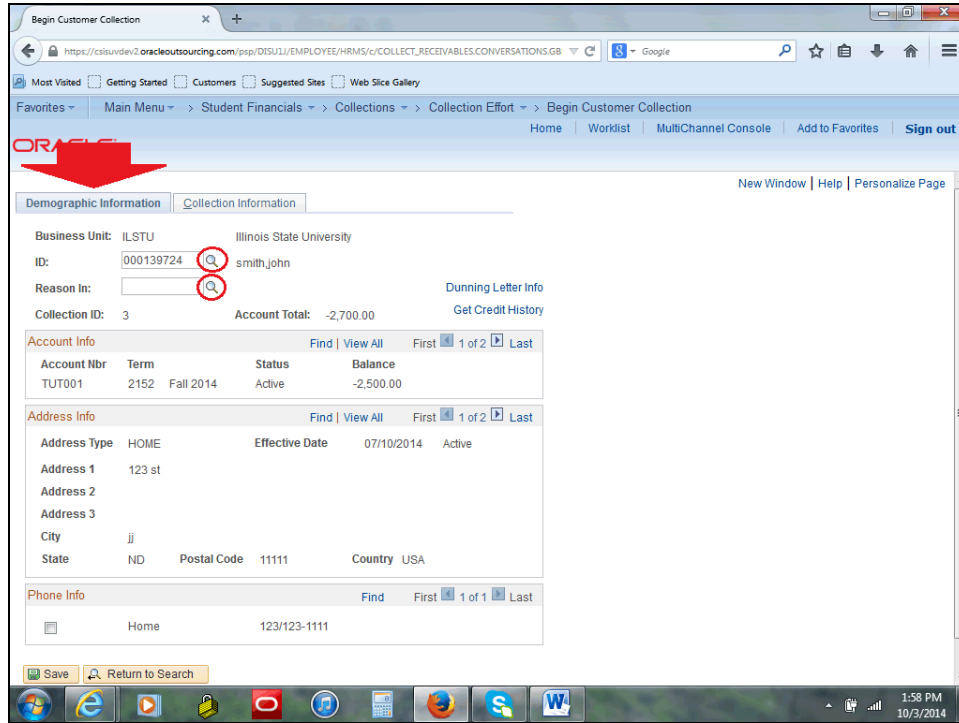 Begin Customer Collection × +
https://csisuvdev2.oracleoutsourcing.com/psp/DISU1J/EMPLOYEE/HRMS/c/COLLECT_RECEIVABLES.CONVERSATIONS.GB 8 Google
Most Visited Getting Started Customers Suggested Sites Web Slice Gallery
Favorites Main Menu > Student Financials > Collections > Collection Effort > Begin Customer Collection
Home Worklist MultiChannel Console Add to Favorites Sign out
New Window | Help | Personalize Page
Demographic Information Collection Information
Business Unit: ILSTU Illinois State University
ID: 000139724 smith,john
Reason In: Dunning Letter Info
Get Credit History
Collection ID: 3 Account Total: -2,700.00
Account Info Find | View All First 1 of 2 Last
Account Nbr Term Status Balance
TUT001 2152 Fall 2014 Active -2,500.00
Address Info Find | View All First 1 of 2 Last
Address Type HOME Effective Date 07/10/2014 Active
Address 1 123 st
Address 2
Address 3
City jj
State ND Postal Code 11111 Country USA
Phone Info Find First 1 of 1 Last
Home 123/123-1111
Save Return to Search
1:58 PM
10/3/2014